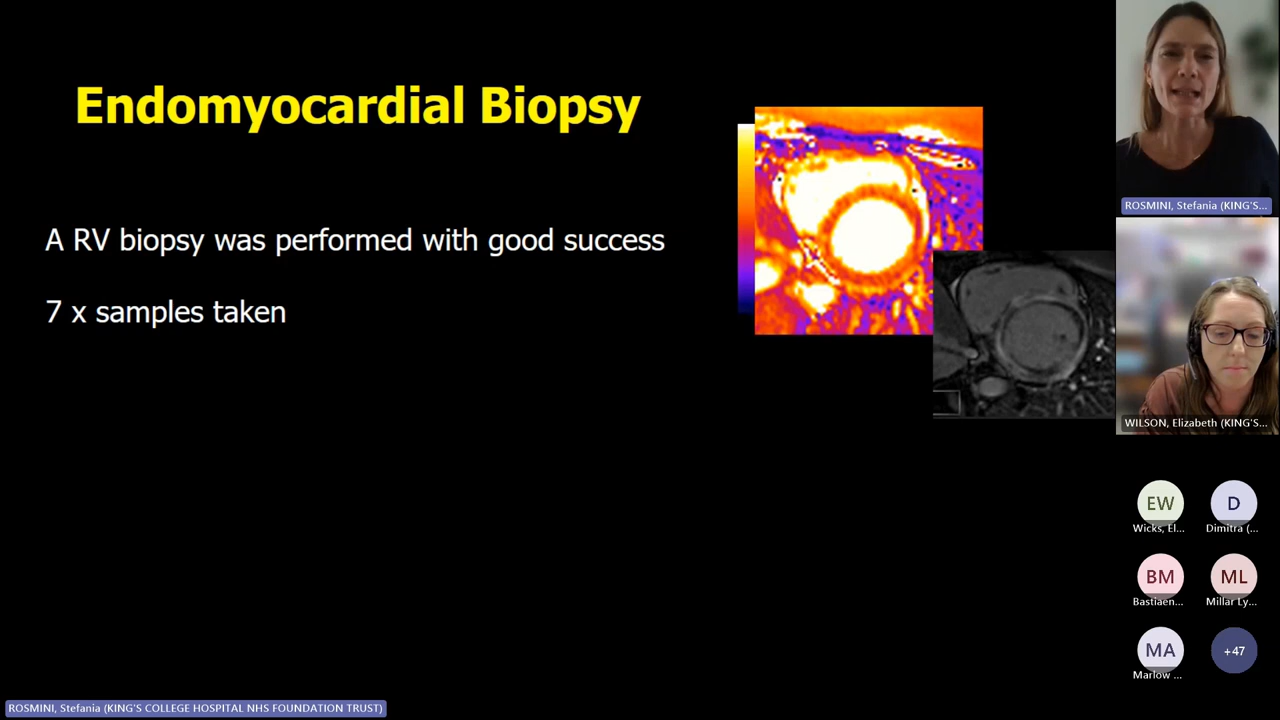 Endomyocardial Biopsy
A RV biopsy was performed with good success
7 x samples taken
ROSMINI, Stefania (KING'S...
WILSON, Elizabeth (KING'S...
EW
Wicks, El...
D
Dimitra (...
BM
Bastiaen...
ML
Millar Ly...
MA
Marlow ...
+47
ROSMINI, Stefania (KING'S COLLEGE HOSPITAL NHS FOUNDATION TRUST)